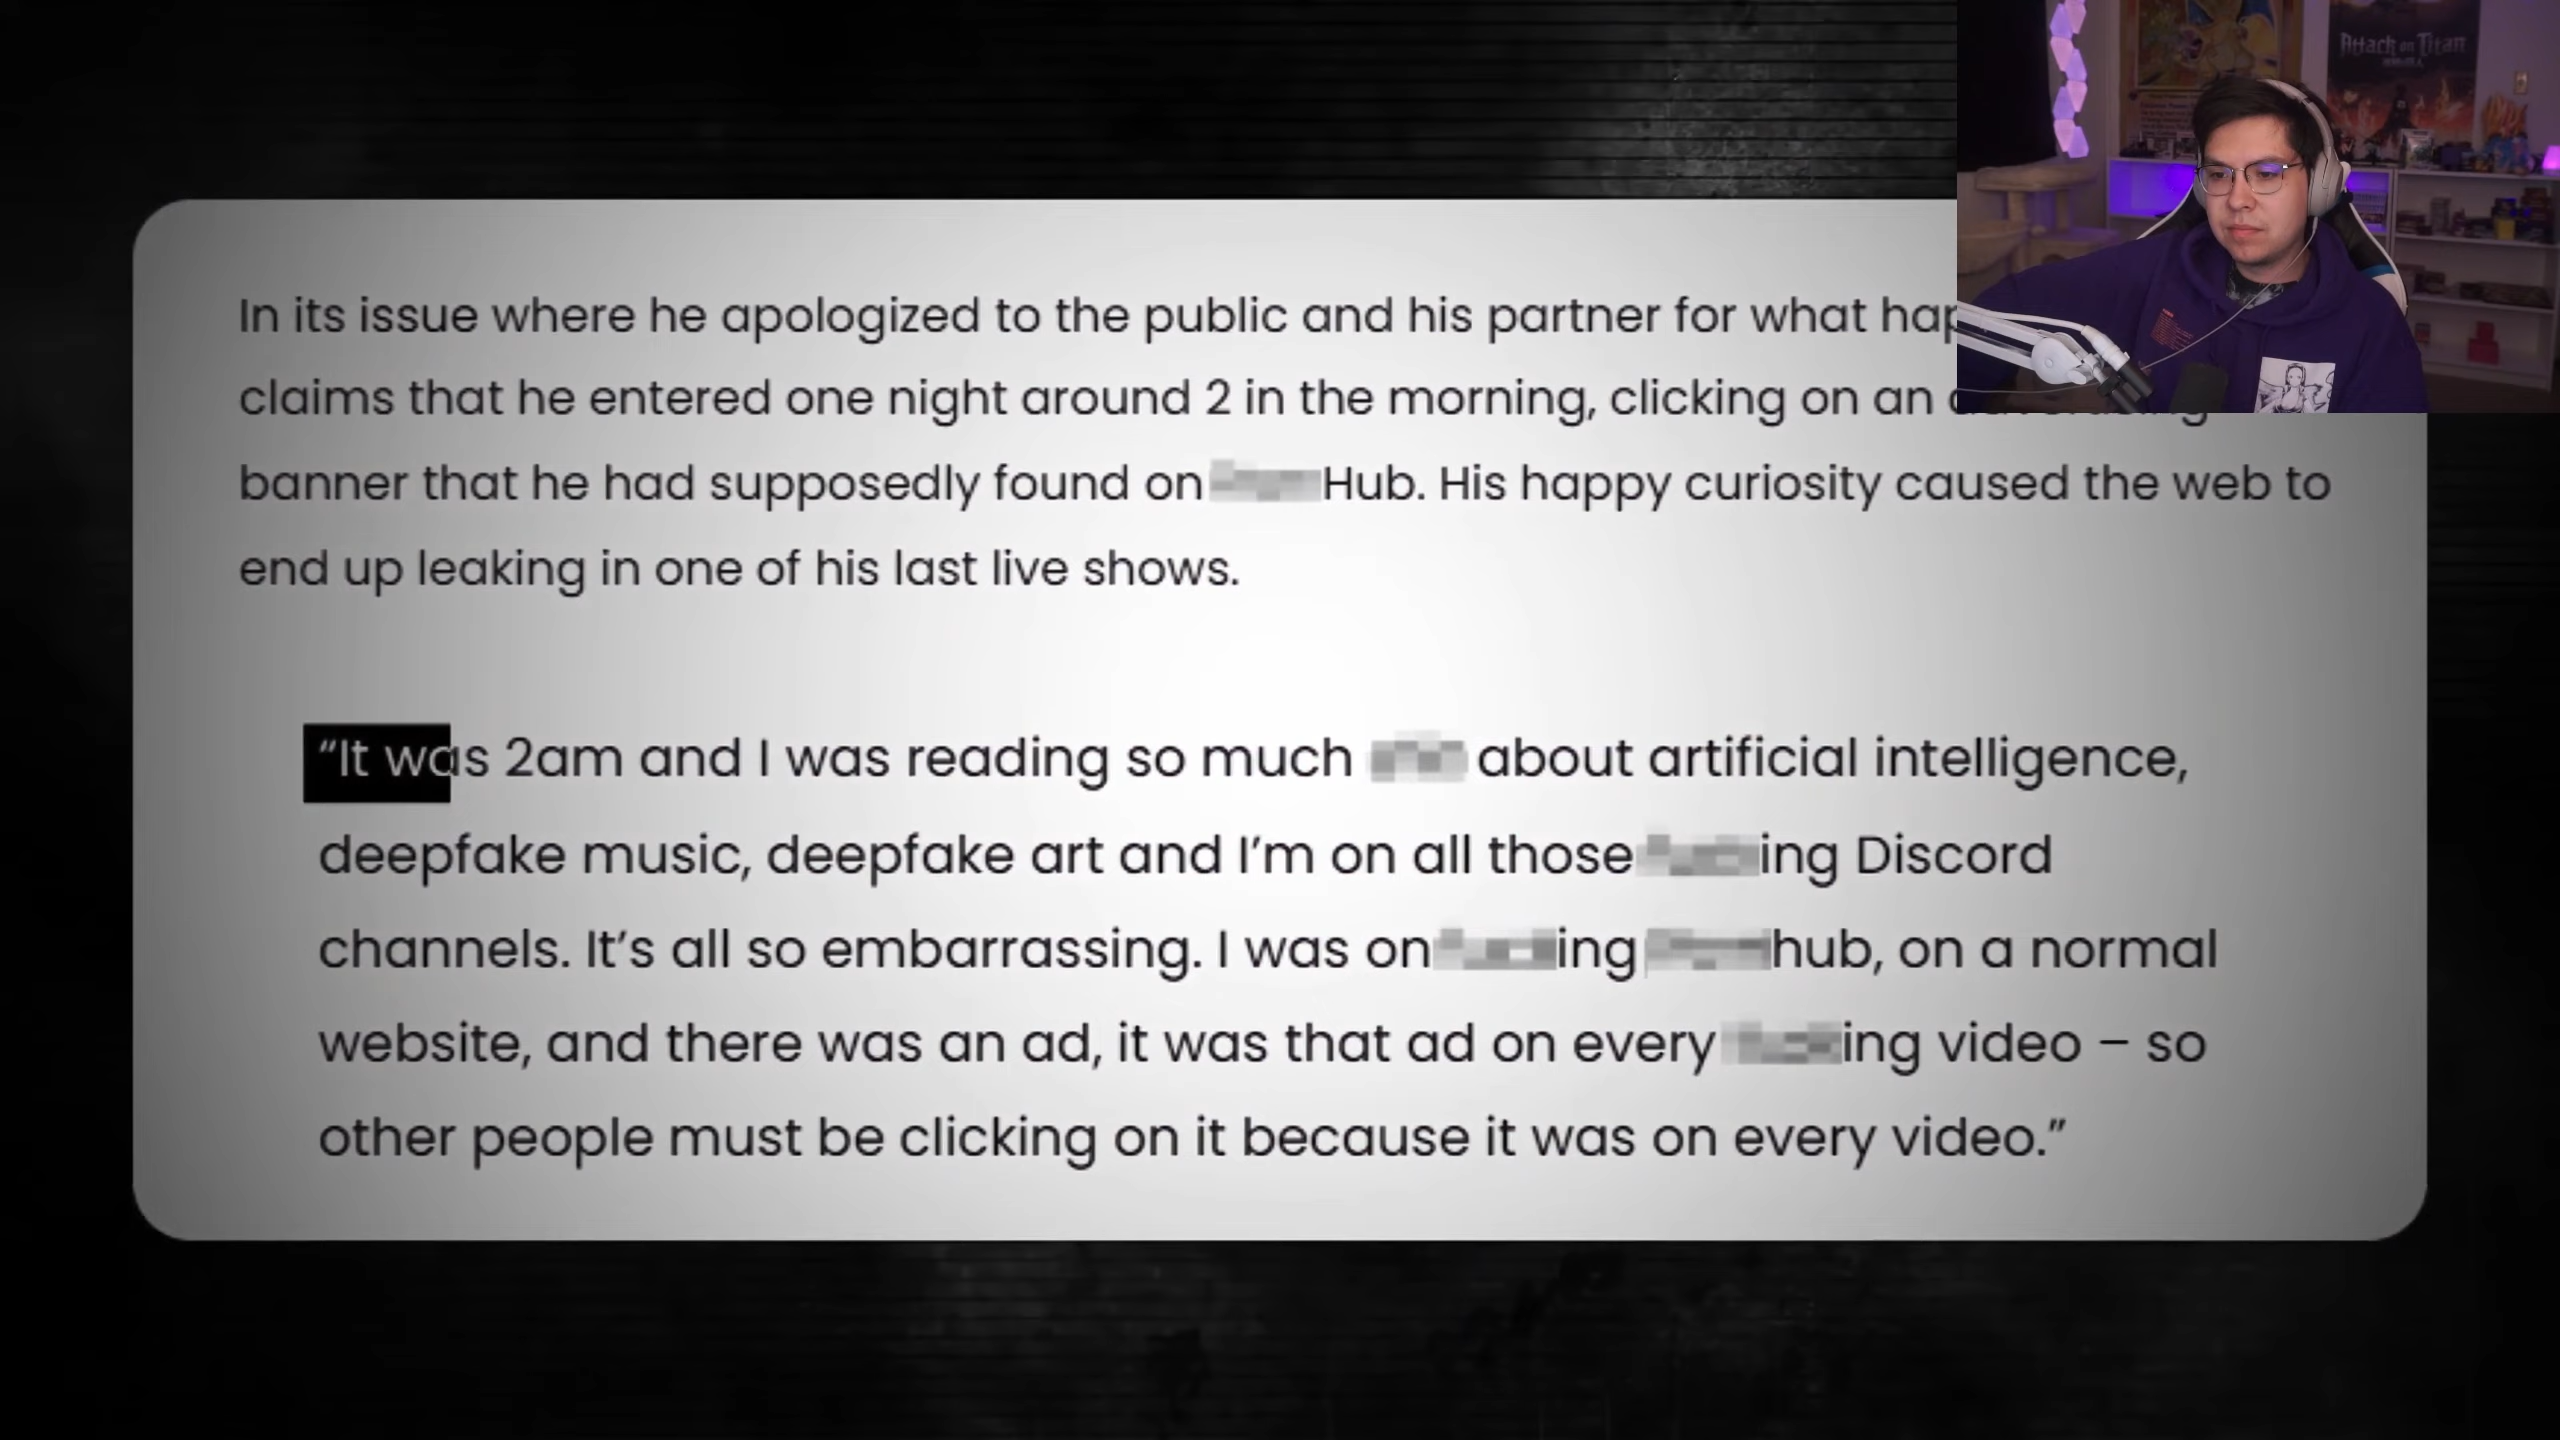 Attack on Titan
In its issue where he apologized to the public and his partner for what hap
claims that he entered one night around 2 in the morning, clicking on an
banner that he had supposedly found on Hub. His happy curiosity caused the web to
end up leaking in one of his last live shows.
“It was 2am and I was reading so much about artificial intelligence,
deepfake music, deepfake art and I’m on all those ing Discord
channels. It’s all so embarrassing. I was on ing hub, on a normal
website, and there was an ad, it was that ad on every ing video – so
other people must be clicking on it because it was on every video.”